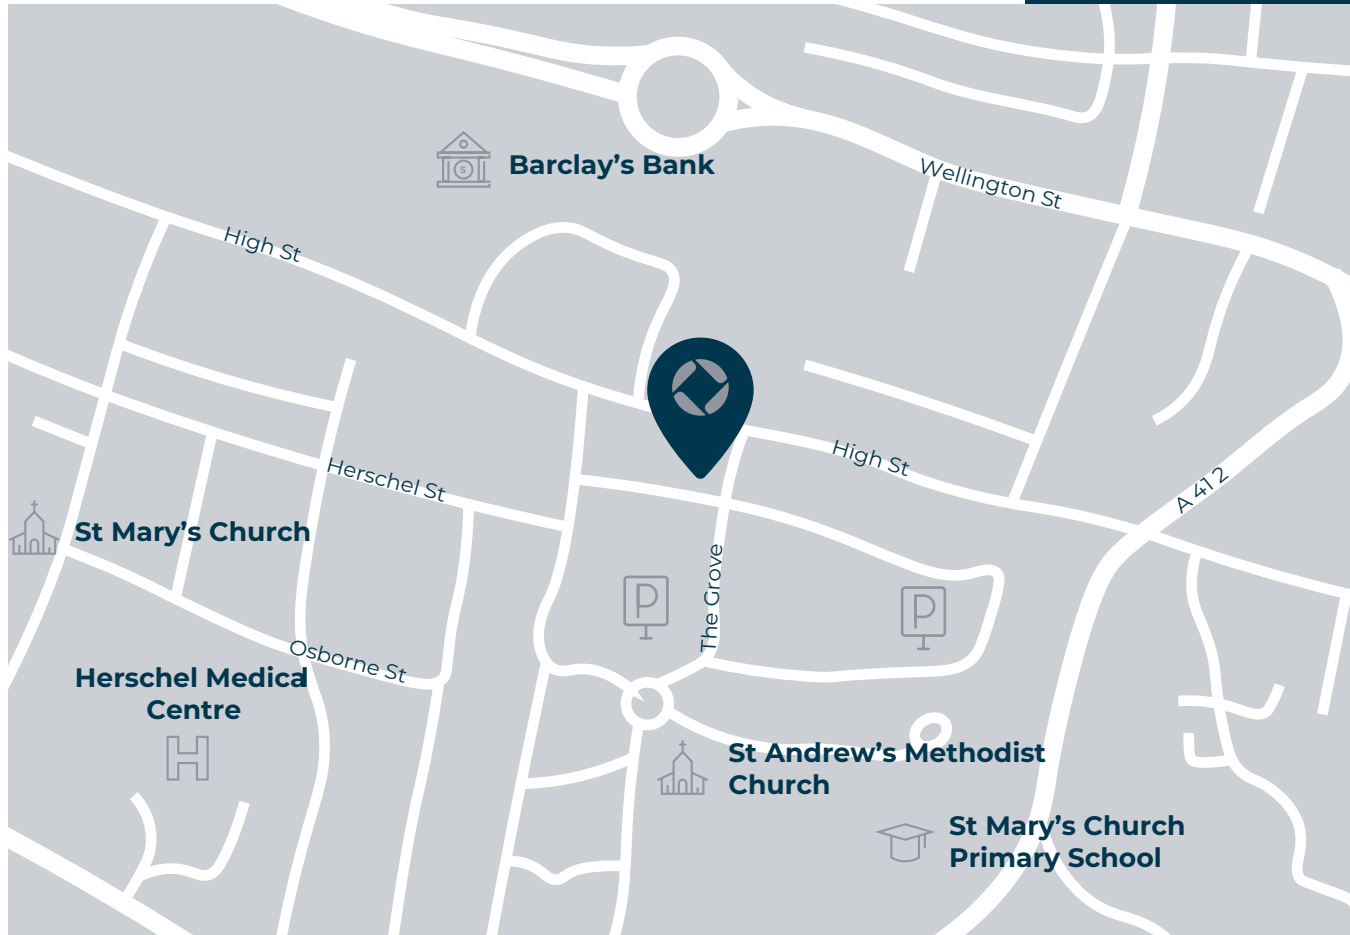 Barclay’s Bank
Wellington St
High St
High St
Herschel St
A 412
St Mary’s Church
P
P
The Grove
Osborne St
Herschel Medical
Centre
H
St Andrew’s Methodist
Church
St Mary’s Church
Primary School